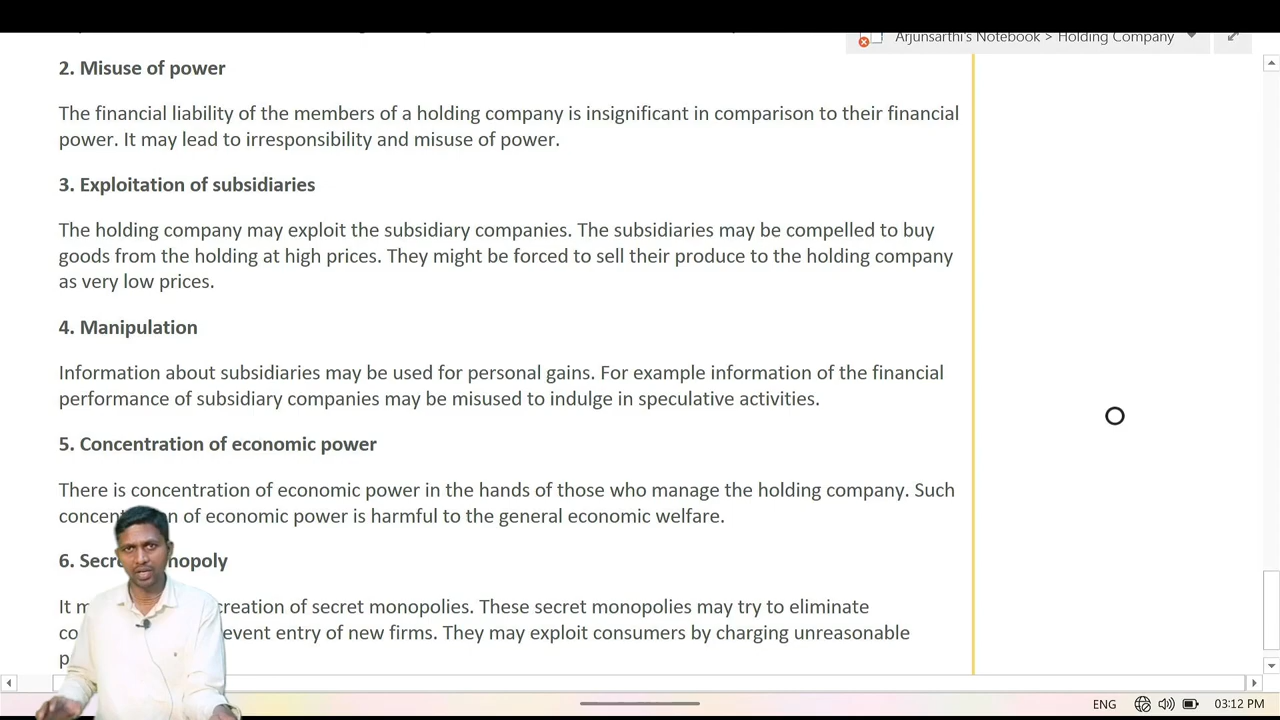 Arjunsarthi's Notebook > Holding Company
2. Misuse of power
The financial liability of the members of a holding company is insignificant in comparison to their financial
power. It may lead to irresponsibility and misuse of power.
3. Exploitation of subsidiaries
The holding company may exploit the subsidiary companies. The subsidiaries may be compelled to buy
goods from the holding at high prices. They might be forced to sell their produce to the holding company
as very low prices.
4. Manipulation
Information about subsidiaries may be used for personal gains. For example information of the financial
performance of subsidiary companies may be misused to indulge in speculative activities.
5. Concentration of economic power
There is concentration of economic power in the hands of those who manage the holding company. Such
of economic power is harmful to the general economic welfare.
6.
It creation of secret monopolies. These secret monopolies may try to eliminate
entry of new firms. They may exploit consumers by charging unreasonable
ENG 03:12 PM